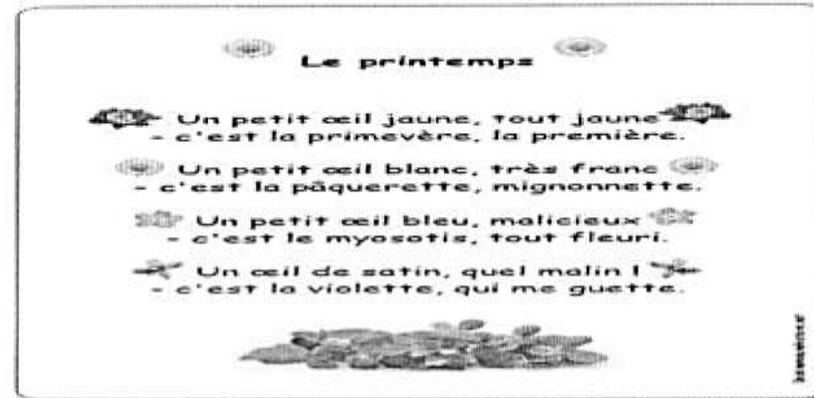 Le printemps
- Un petit œil jaune, tout jaune
- c'est la primevère, la première.
- Un petit œil blanc, très franc
- c'est la pâquerette, mignonnette.
- Un petit œil bleu, malicieux
- c'est le myosotis, tout fleuri.
- Un œil de satin, quel malin !
- c'est la violette, qui me guette.